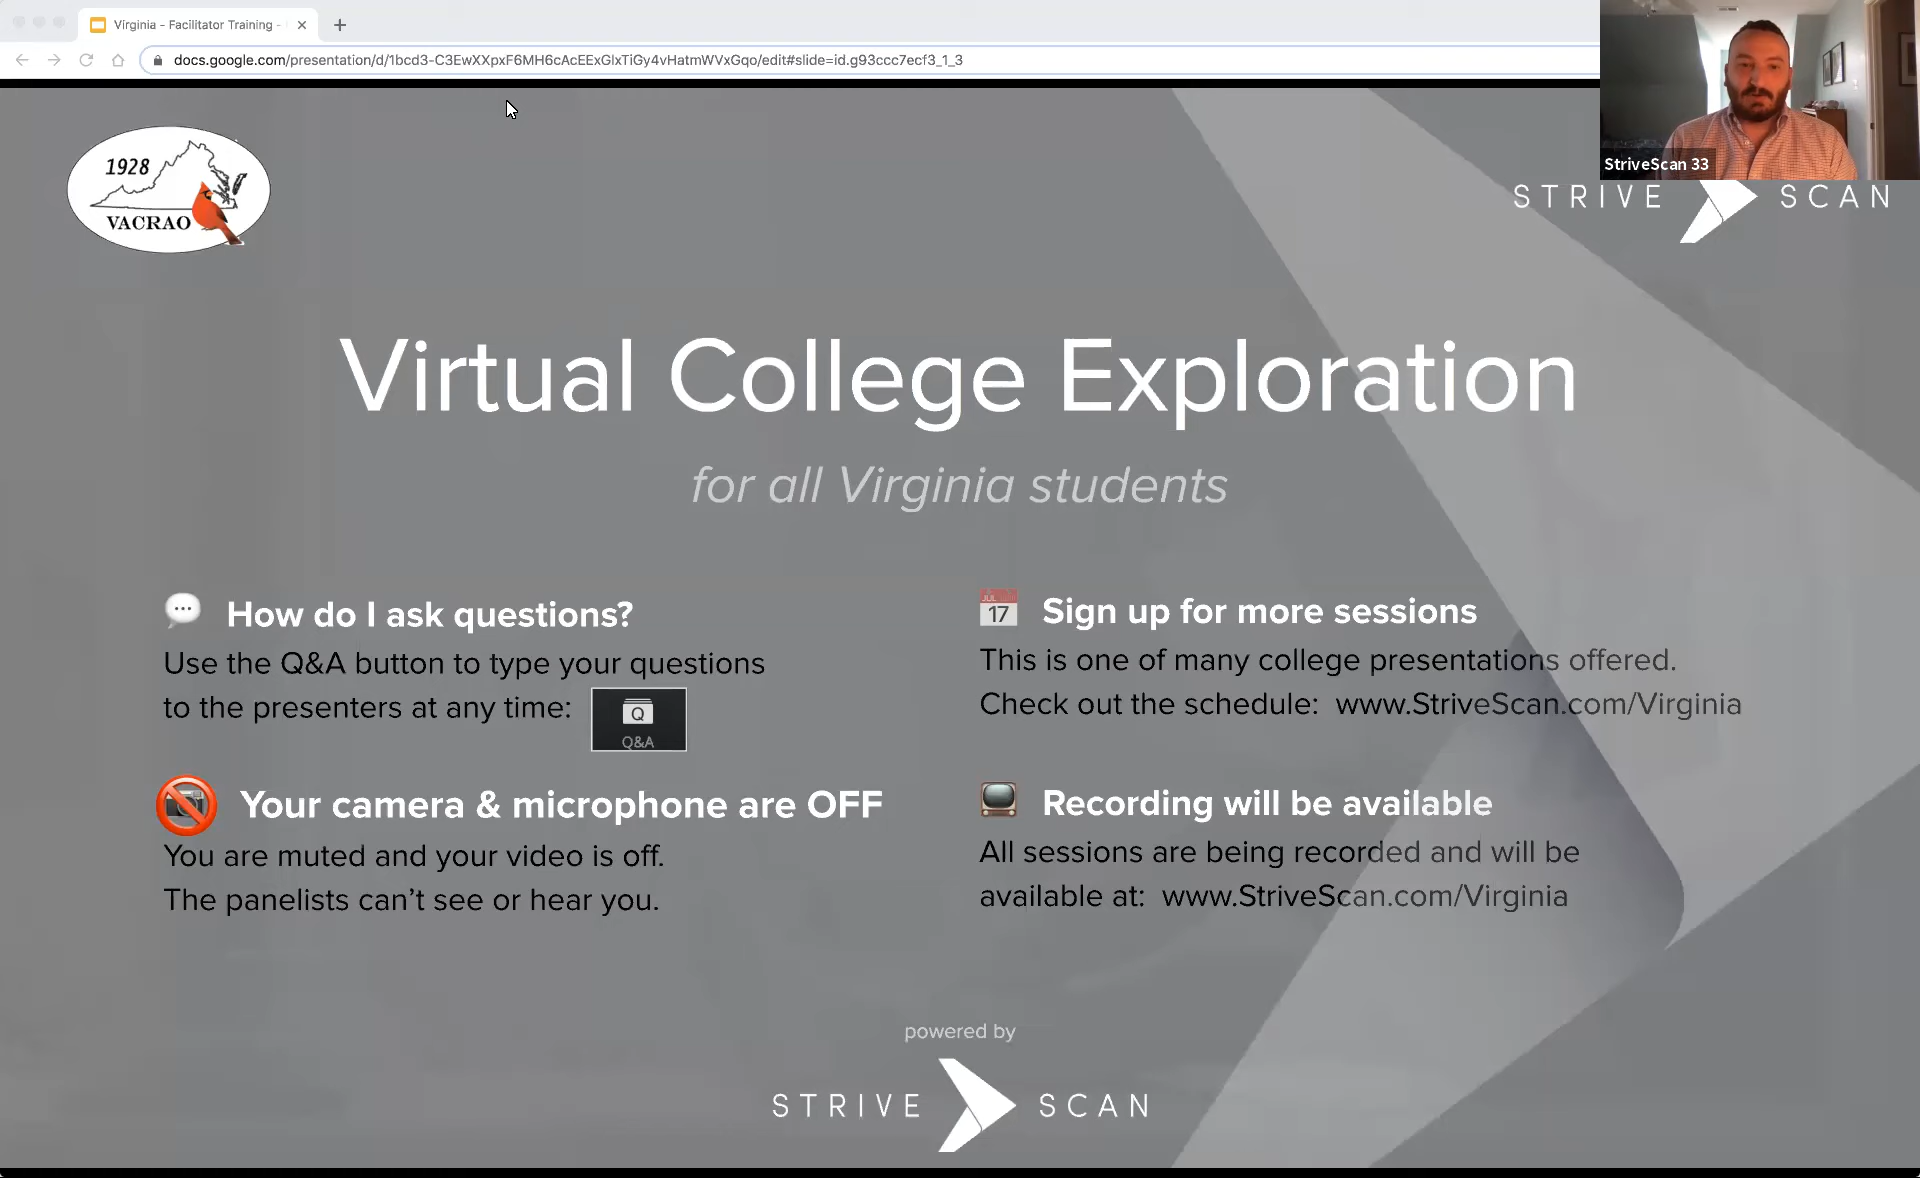 Virginia - Facilitator Training -
docs.google.com/presentation/d/1bcd3-C3EwXXpxF6MH6cAcEExGlxTiGy4vHatmWVxGqo/edit#slide=id.g93ccc7ecf3_1_3
StriveScan 33
1928
VACRAO
STRIVE SCAN
Virtual College Exploration
for all Virginia students
How do I ask questions?
Use the Q&A button to type your questions
to the presenters at any time:
Q
Q&A
JUL
17
Sign up for more sessions
This is one of many college presentations offered.
Check out the schedule: www.StriveScan.com/Virginia
Your camera & microphone are OFF
You are muted and your video is off.
The panelists can’t see or hear you.
Recording will be available
All sessions are being recorded and will be
available at: www.StriveScan.com/Virginia
powered by
STRIVE SCAN